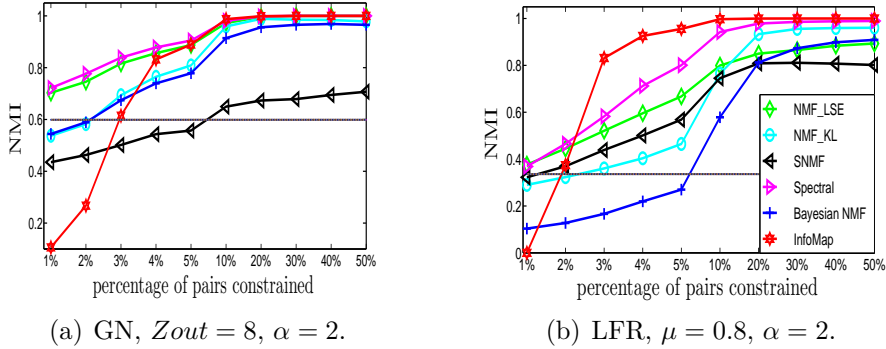 NMI
1
0.8
0.6
0.4
0.2
1% 2% 3% 4% 5% 10% 20% 30% 40% 50%
percentage of pairs constrained
(a) GN, Zout = 8, α = 2.
NMI
1
0.8
0.6
0.4
0.2
0
1% 2% 3% 4% 5% 10% 20% 30% 40% 50%
NMF_LSE
NMF_KL
SNMF
Spectral
Bayesian NMF
InfoMap
percentage of pairs constrained
(b) LFR, μ = 0.8, α = 2.